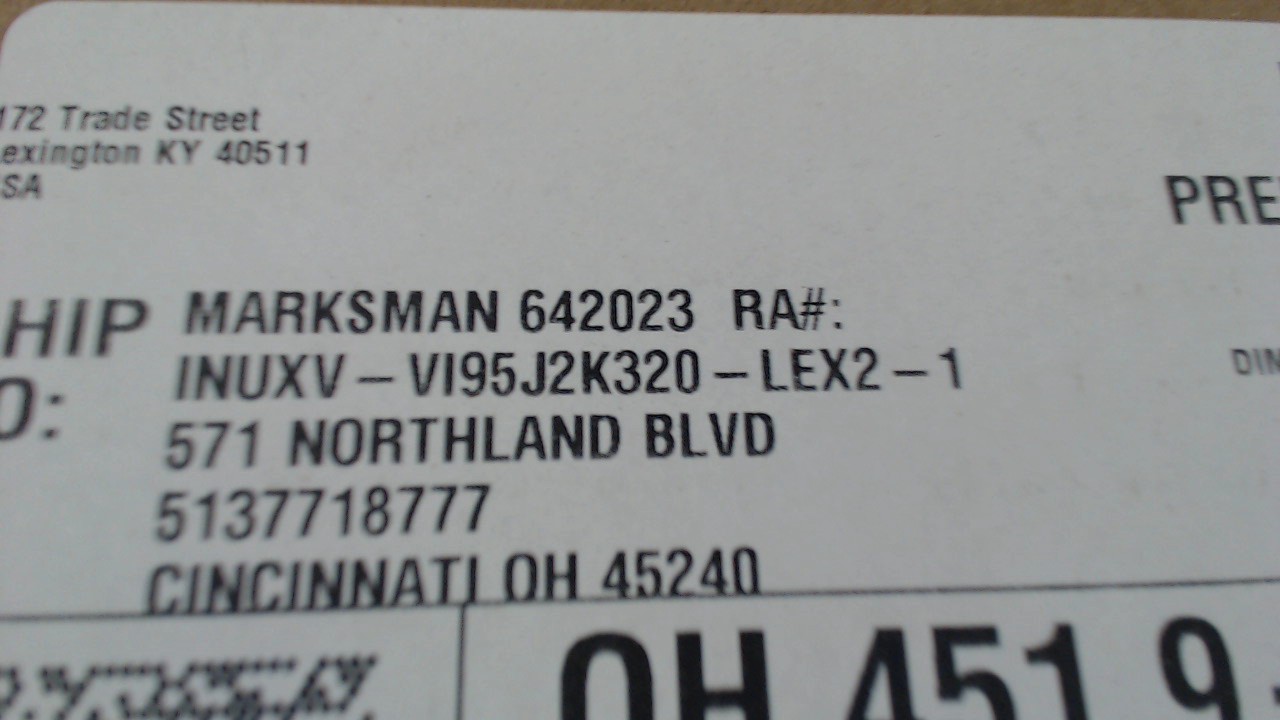 172 Trade Street
exington KY 40511
SA
PRE
HIP MARKSMAN 642023 RA#:
INUXV – VI95J2K320 – LEX2 – 1
DIN
O: 571 NORTHLAND BLVD
5137718777
CINCINNATI OH 45240
OH 451 9